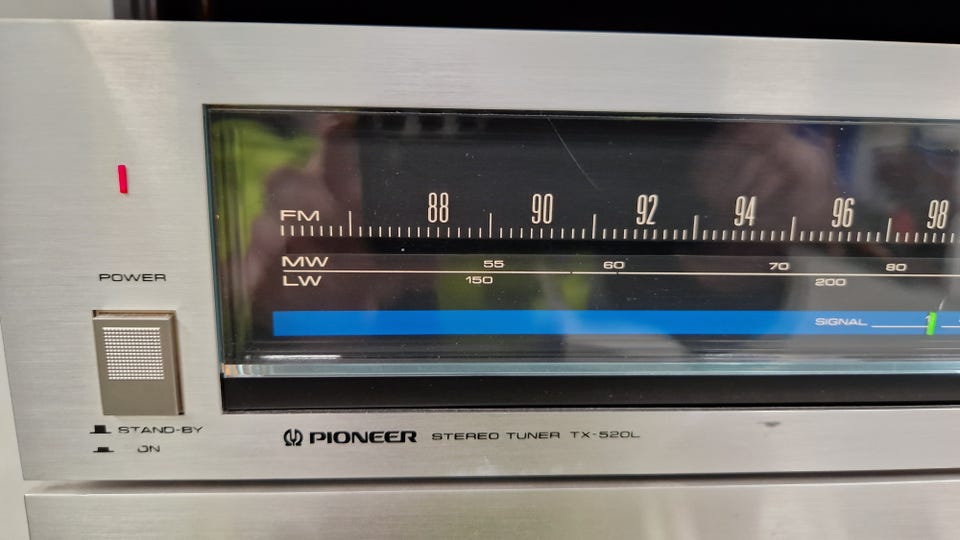 FM 88 90 92 94 96 98
MW 55 60 70 80
LW 150 200
SIGNAL 1
POWER
STAND-BY
ON
PIONEER STEREO TUNER TX-520L